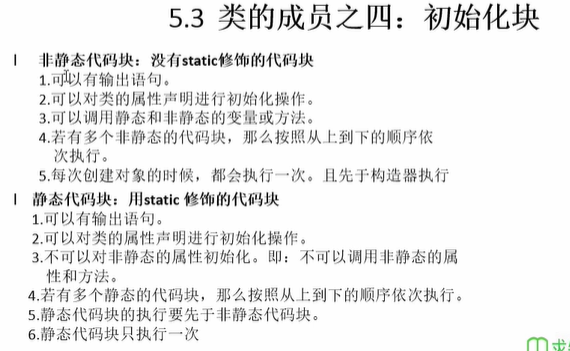 5.3 类的成员之四：初始化块
l 非静态代码块：没有static修饰的代码块
1.可以有输出语句。
2.可以对类的属性声明进行初始化操作。
3.可以调用静态和非静态的变量或方法。
4.若有多个非静态的代码块，那么按照从上到下的顺序依
次执行。
5.每次创建对象的时候，都会执行一次。且先于构造器执行
l 静态代码块：用static 修饰的代码块
1.可以有输出语句。
2.可以对类的属性声明进行初始化操作。
3.不可以对非静态的属性初始化。即：不可以调用非静态的属
性和方法。
4.若有多个静态的代码块，那么按照从上到下的顺序依次执行。
5.静态代码块的执行要先于非静态代码块。
6.静态代码块只执行一次